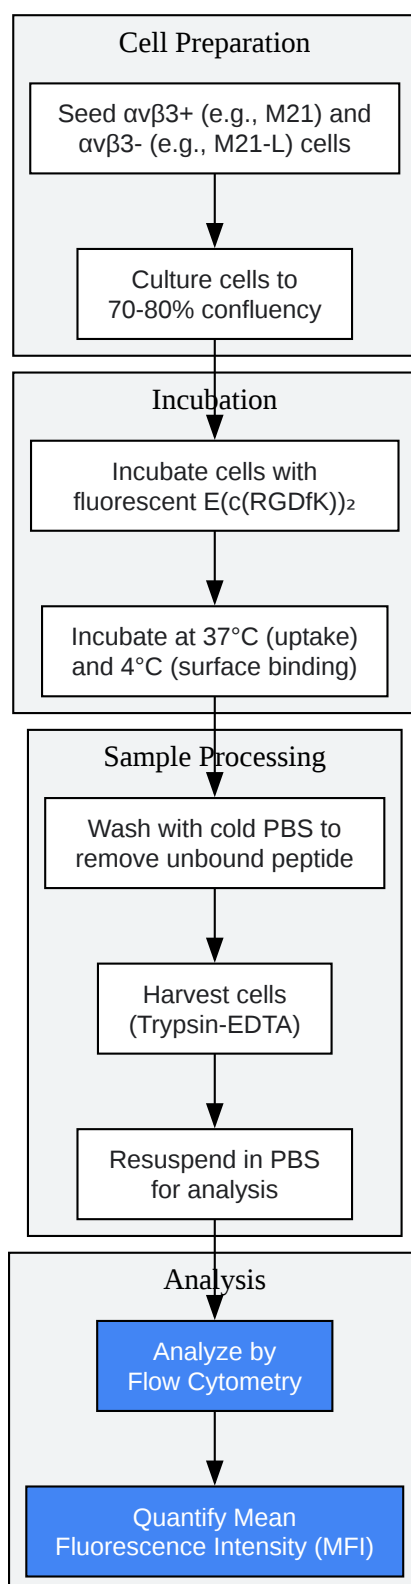 Cell Preparation
Seed αvβ3+ (e.g., M21) and
αvβ3- (e.g., M21-L) cells
Culture cells to
70-80% confluency
Incubation
Incubate cells with
fluorescent E(c(RGDfK))₂
Incubate at 37°C (uptake)
and 4°C (surface binding)
Sample Processing
Wash with cold PBS to
remove unbound peptide
Harvest cells
(Trypsin-EDTA)
Resuspend in PBS
for analysis
Analysis
Analyze by
Flow Cytometry
Quantify Mean
Fluorescence Intensity (MFI)